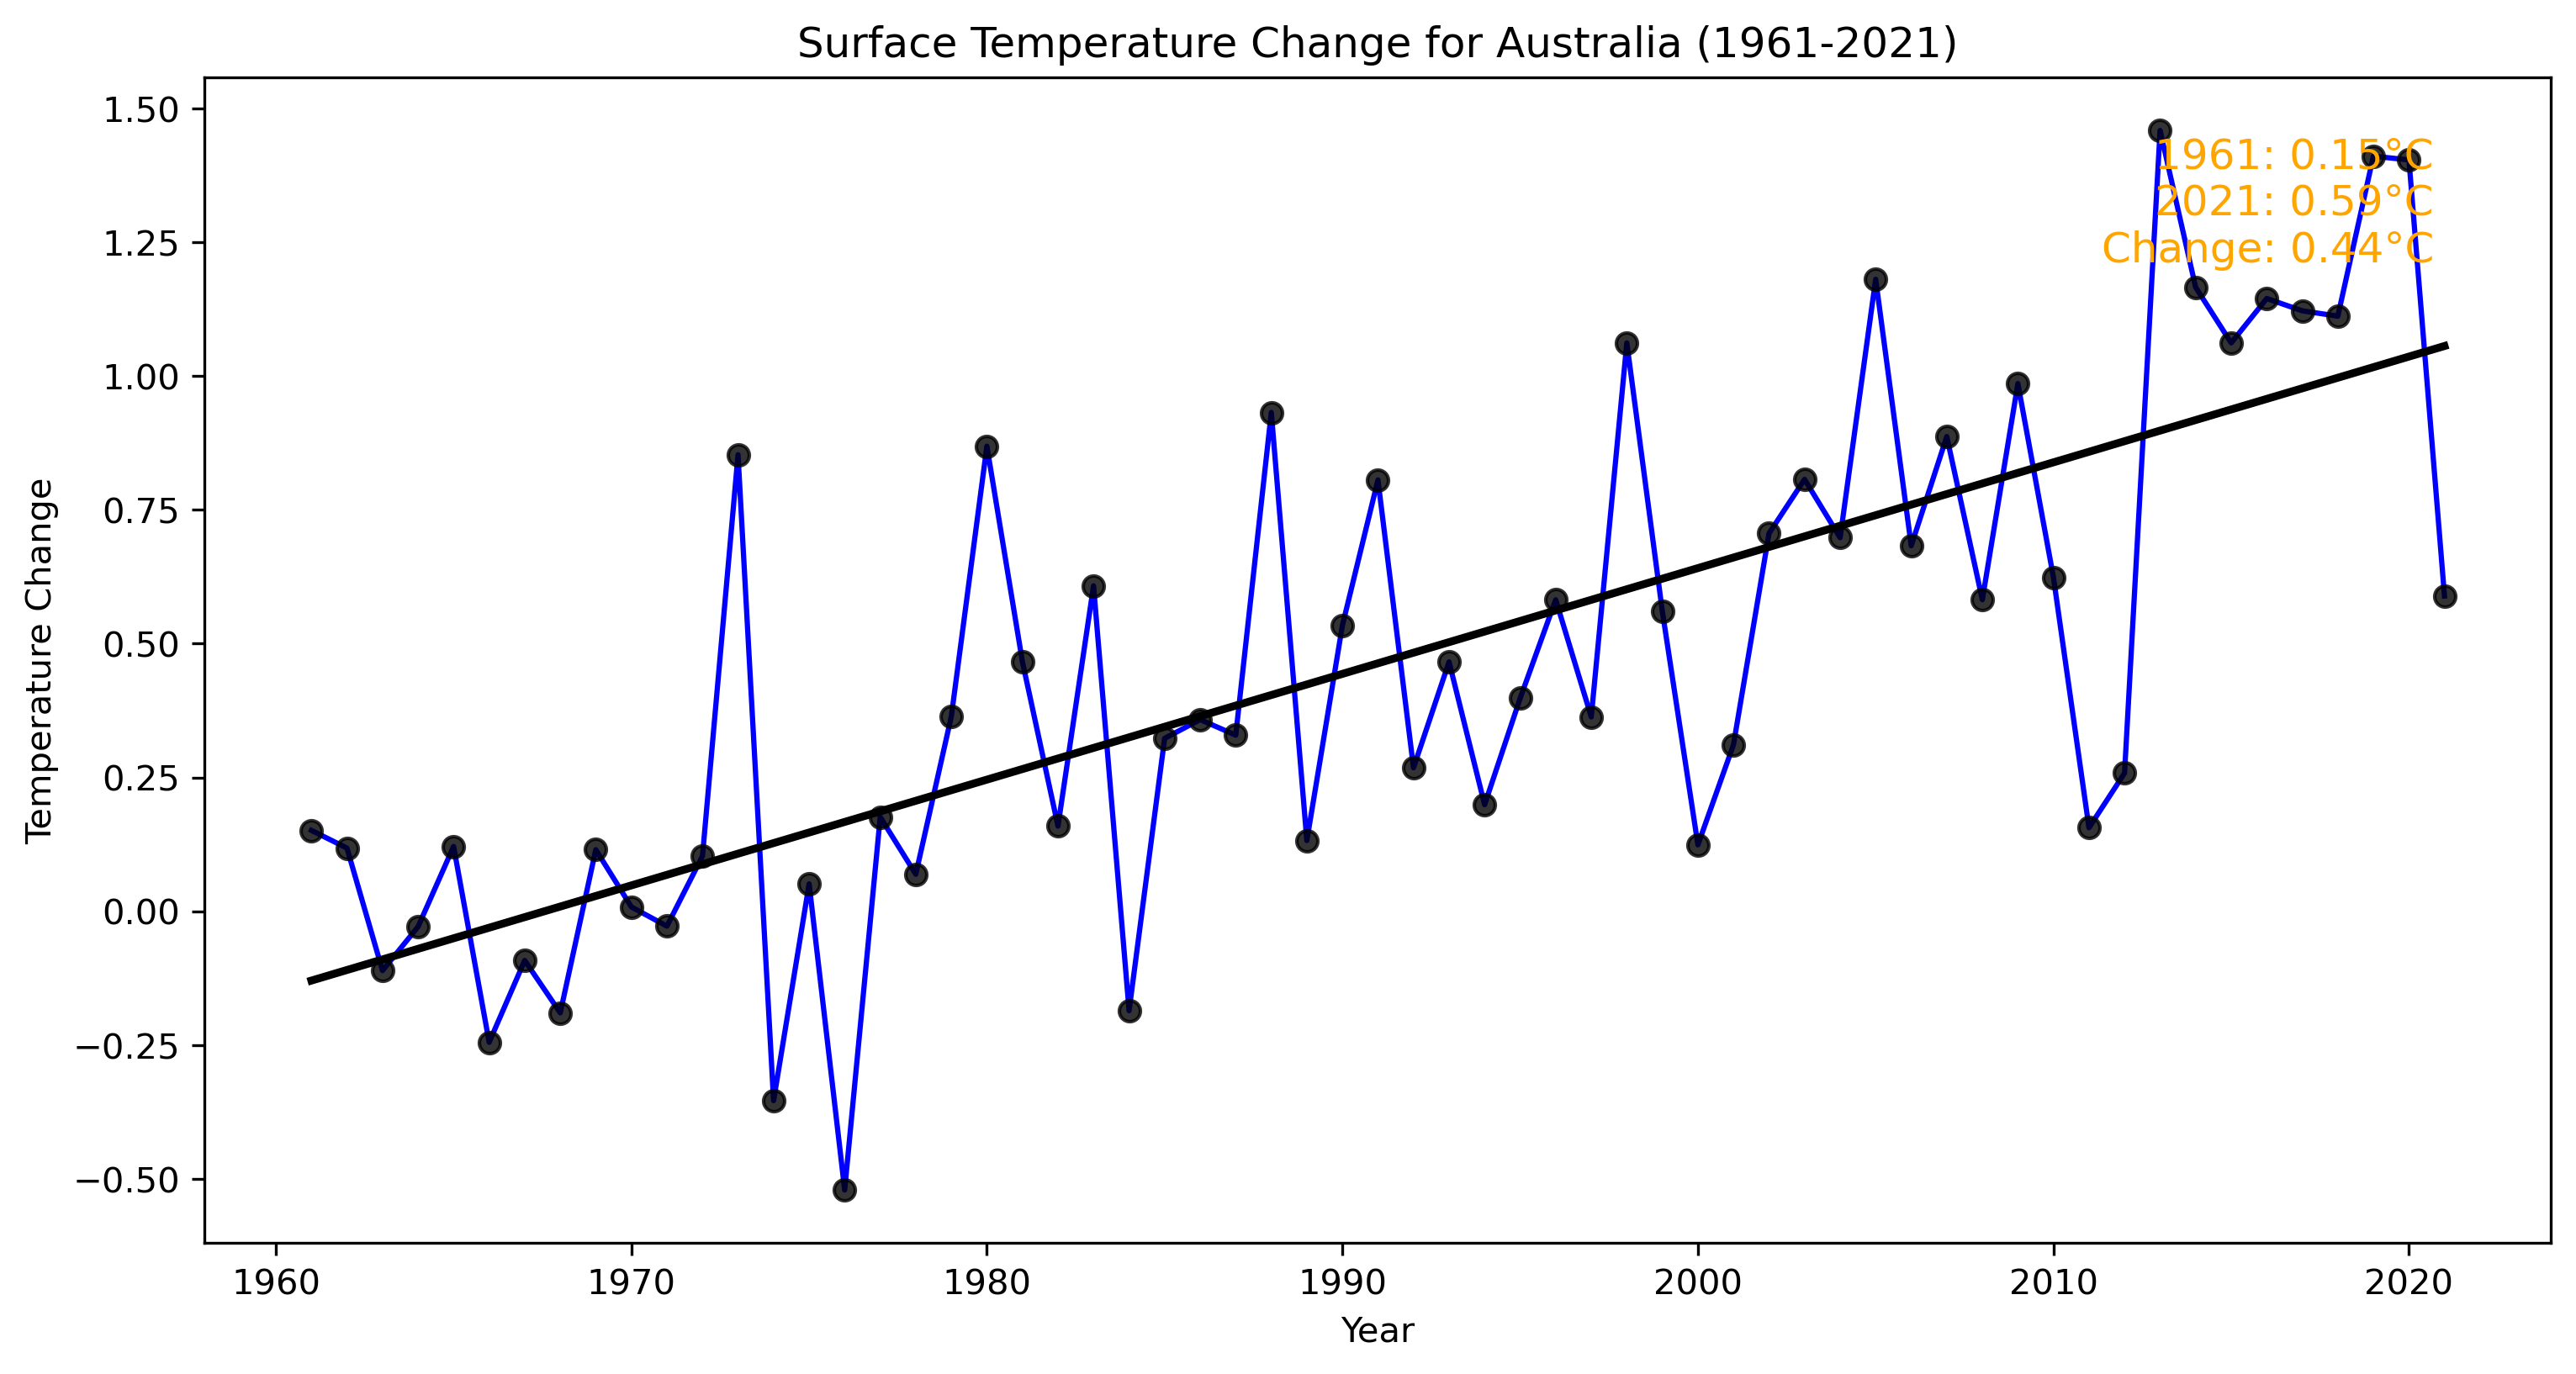 Surface Temperature Change for Australia (1961-2021)
1.50
1.25
1.00
0.75
0.50
0.25
0.00
−0.25
−0.50
Temperature Change
1961: 0.15°C
2021: 0.59°C
Change: 0.44°C
1960 1970 1980 1990 2000 2010 2020
Year